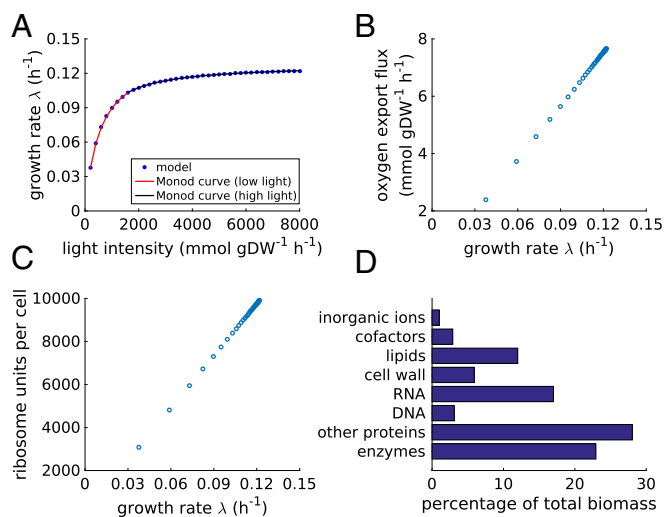 A
growth rate λ (h⁻¹)
0.15
0.12
0.09
0.06
0.03
0
model
Monod curve (low light)
Monod curve (high light)
0 2000 4000 6000 8000
light intensity (mmol gDW⁻¹ h⁻¹)
B
oxygen export flux
(mmol gDW⁻¹ h⁻¹)
8
6
4
2
0 0.03 0.06 0.09 0.12 0.15
growth rate λ (h⁻¹)
C
ribosome units per cell
10000
8000
6000
4000
2000
0 0.03 0.06 0.09 0.12 0.15
growth rate λ (h⁻¹)
D
inorganic ions
cofactors
lipids
cell wall
RNA
DNA
other proteins
enzymes
0 10 20 30
percentage of total biomass